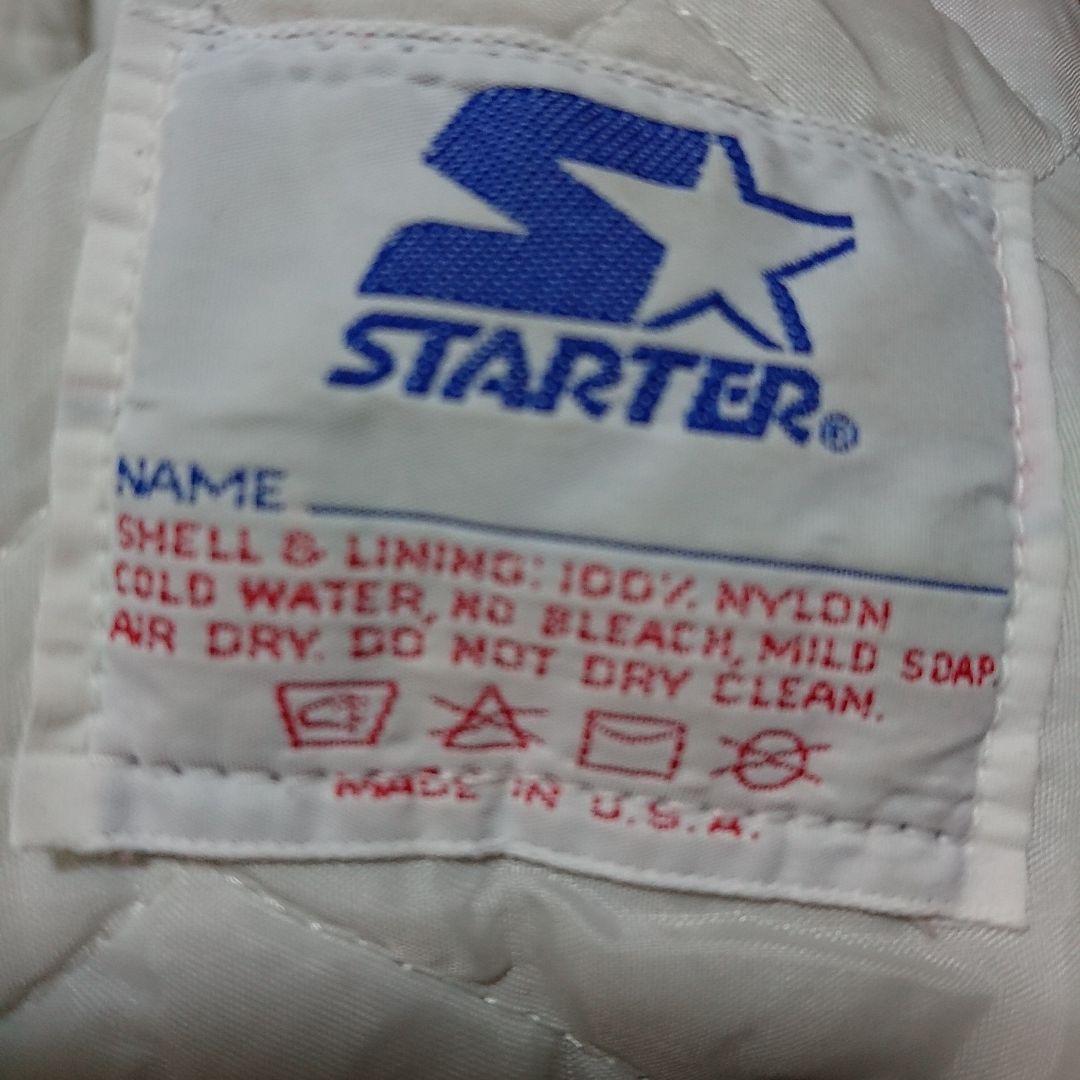 STARTER®
NAME
SHELL & LINING: 100% NYLON
COLD WATER, NO BLEACH, MILD SOAP.
AIR DRY. DO NOT DRY CLEAN.
MADE IN U.S.A.